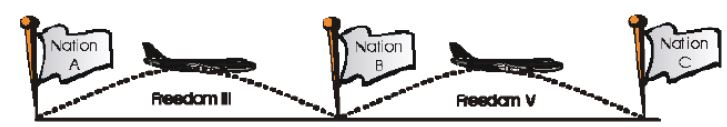 Nation
A
Freedom III
Nation
B
Freedom V
Nation
C